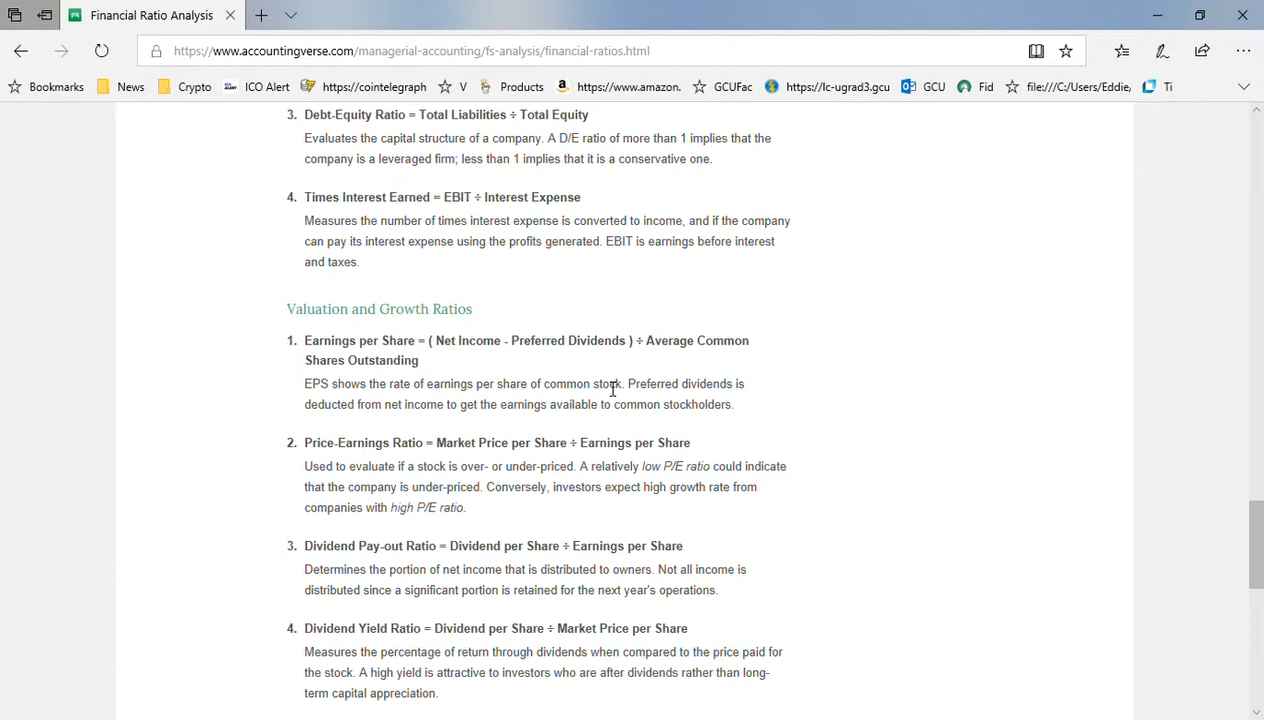 Financial Ratio Analysis
https://www.accountingverse.com/managerial-accounting/fs-analysis/financial-ratios.html
Bookmarks News Crypto ICO Alert https://cointelegraph V Products https://www.amazon. GCUFac https://lc-ugrad3.gcu GCU Fid file:///C:/Users/Eddie, Ti
3. Debt-Equity Ratio = Total Liabilities ÷ Total Equity
Evaluates the capital structure of a company. A D/E ratio of more than 1 implies that the
company is a leveraged firm; less than 1 implies that it is a conservative one.
4. Times Interest Earned = EBIT ÷ Interest Expense
Measures the number of times interest expense is converted to income, and if the company
can pay its interest expense using the profits generated. EBIT is earnings before interest
and taxes.
Valuation and Growth Ratios
1. Earnings per Share = ( Net Income - Preferred Dividends ) ÷ Average Common
Shares Outstanding
EPS shows the rate of earnings per share of common stock. Preferred dividends is
deducted from net income to get the earnings available to common stockholders.
2. Price-Earnings Ratio = Market Price per Share ÷ Earnings per Share
Used to evaluate if a stock is over- or under-priced. A relatively low P/E ratio could indicate
that the company is under-priced. Conversely, investors expect high growth rate from
companies with high P/E ratio.
3. Dividend Pay-out Ratio = Dividend per Share ÷ Earnings per Share
Determines the portion of net income that is distributed to owners. Not all income is
distributed since a significant portion is retained for the next year's operations.
4. Dividend Yield Ratio = Dividend per Share ÷ Market Price per Share
Measures the percentage of return through dividends when compared to the price paid for
the stock. A high yield is attractive to investors who are after dividends rather than long-
term capital appreciation.